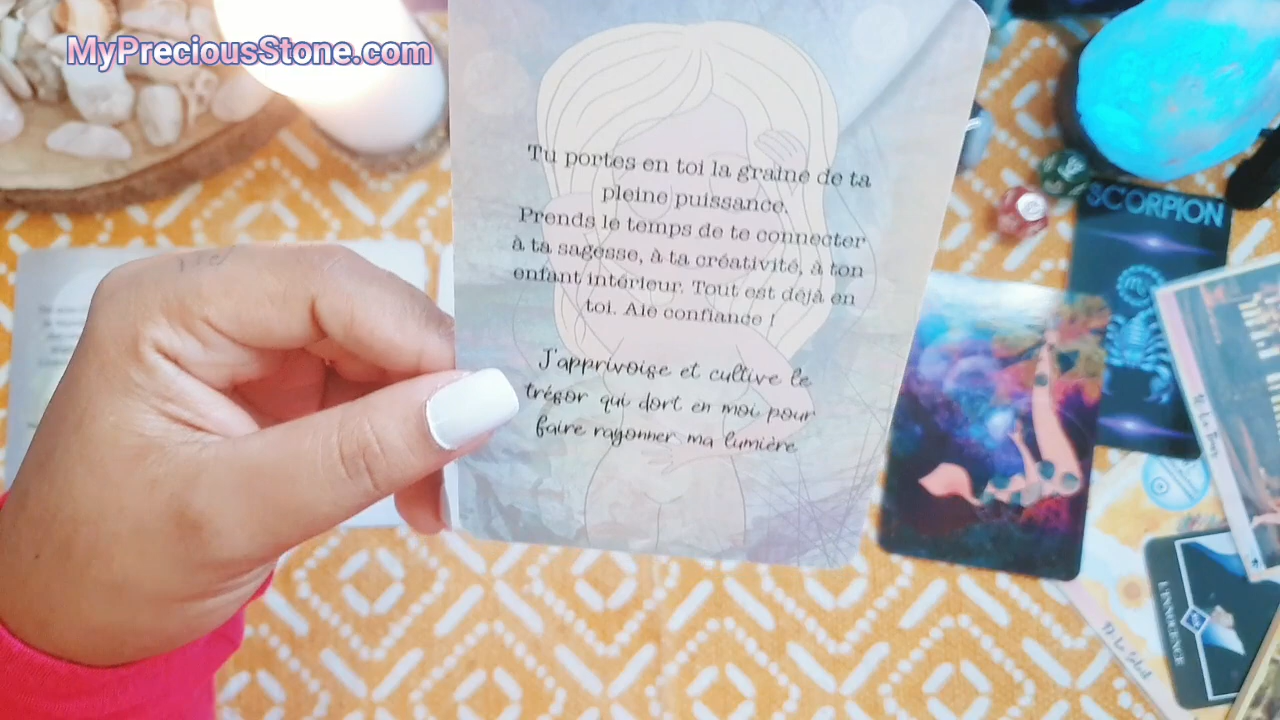 MyPreciousStone.com
Tu portes en toi la graine de ta
pleine puissance.
Prends le temps de te connecter
à ta sagesse, à ta créativité, à ton
enfant intérieur. Tout est déjà en
toi. Aie confiance !
J'apprivoise et cultive le
trésor qui dort en moi pour
faire rayonner ma lumière
SCORPION
L'INNOCENCE
Le Soleil